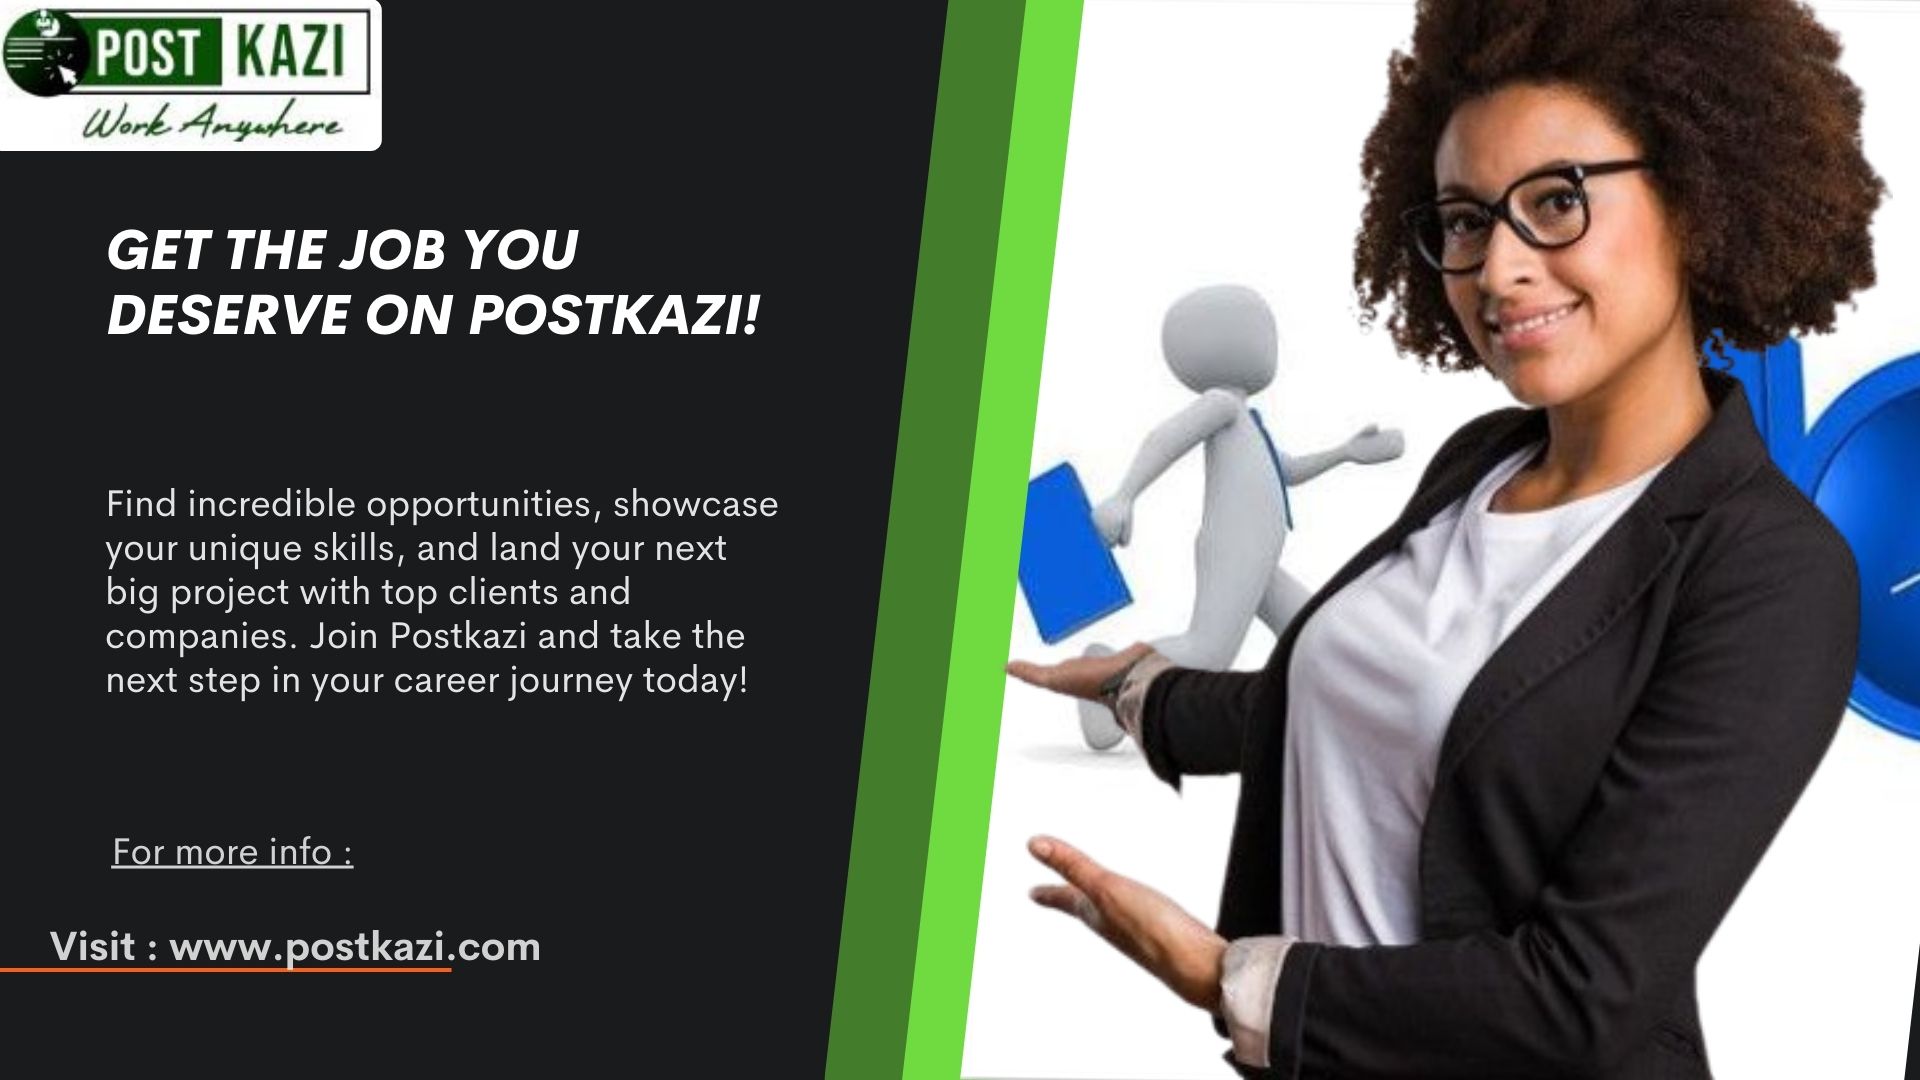 POST KAZI
Work Anywhere
GET THE JOB YOU
DESERVE ON POSTKAZI!
Find incredible opportunities, showcase
your unique skills, and land your next
big project with top clients and
companies. Join Postkazi and take the
next step in your career journey today!
For more info :
Visit : www.postkazi.com